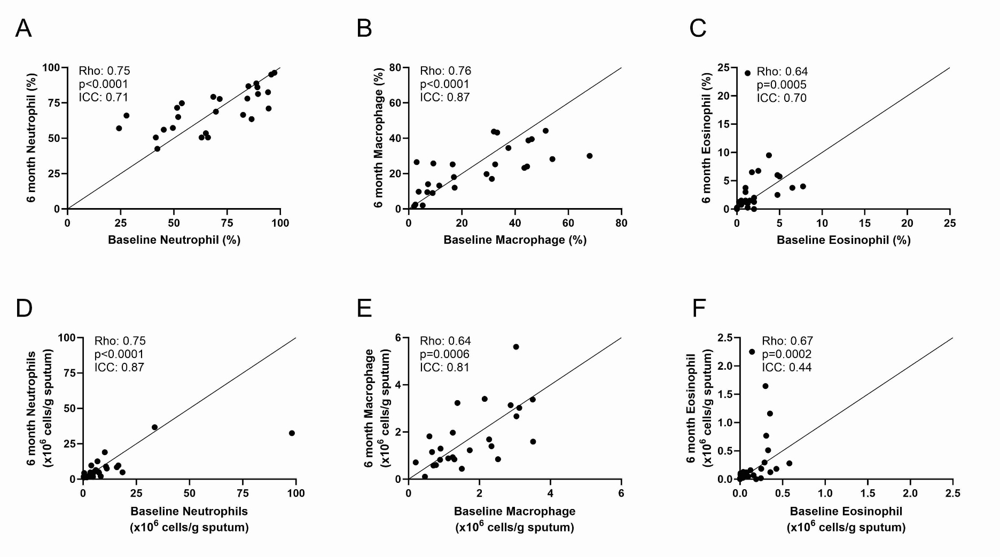 A
Rho: 0.75
p<0.0001
ICC: 0.71
6 month Neutrophil (%)
100
75
50
25
0
0 25 50 75 100
Baseline Neutrophil (%)
B
Rho: 0.76
p<0.0001
ICC: 0.87
6 month Macrophage (%)
80
60
40
20
0
0 20 40 60 80
Baseline Macrophage (%)
C
Rho: 0.64
p=0.0005
ICC: 0.70
6 month Eosinophil (%)
25
20
15
10
5
0
0 5 10 15 20 25
Baseline Eosinophil (%)
D
Rho: 0.75
p<0.0001
ICC: 0.87
6 month Neutrophils
(x10⁶ cells/g sputum)
100
75
50
25
0
0 25 50 75 100
Baseline Neutrophils
(x10⁶ cells/g sputum)
E
Rho: 0.64
p=0.0006
ICC: 0.81
6 month Macrophage
(x10⁶ cells/g sputum)
6
4
2
0
0 2 4 6
Baseline Macrophage
(x10⁶ cells/g sputum)
F
Rho: 0.67
p=0.0002
ICC: 0.44
6 month Eosinophil
(x10⁶ cells/g sputum)
2.5
2.0
1.5
1.0
0.5
0.0
0.0 0.5 1.0 1.5 2.0 2.5
Baseline Eosinophil
(x10⁶ cells/g sputum)